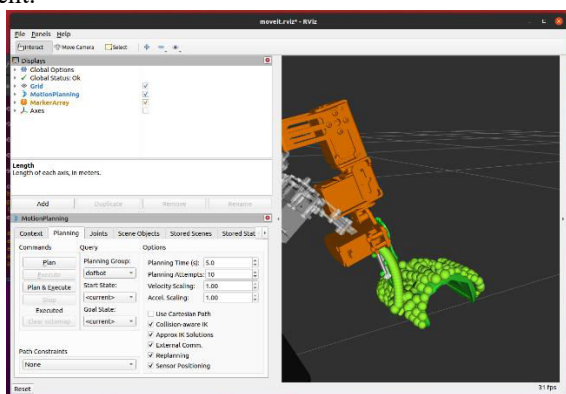 ent.
moveit.rviz* - RViz
File Panels Help
Interact Move Camera Select
Displays
Global Options
Global Status: Ok
Grid
MotionPlanning
MarkerArray
Axes
Length
Length of each axis, in meters.
Add Duplicate Remove Rename
MotionPlanning
Context Planning Joints Scene Objects Stored Scenes Stored Stat
Commands Query Options
Plan Planning Group: Planning Time (s): 5.0
Execute dofbot Planning Attempts: 10
Plan & Execute Start State: Velocity Scaling: 1.00
Stop <current> Accel. Scaling: 1.00
Executed Goal State: Use Cartesian Path
Clear octomap <current> Collision-aware IK
Approx IK Solutions
External Comm.
Path Constraints Replanning
None Sensor Positioning
Reset 31 fps